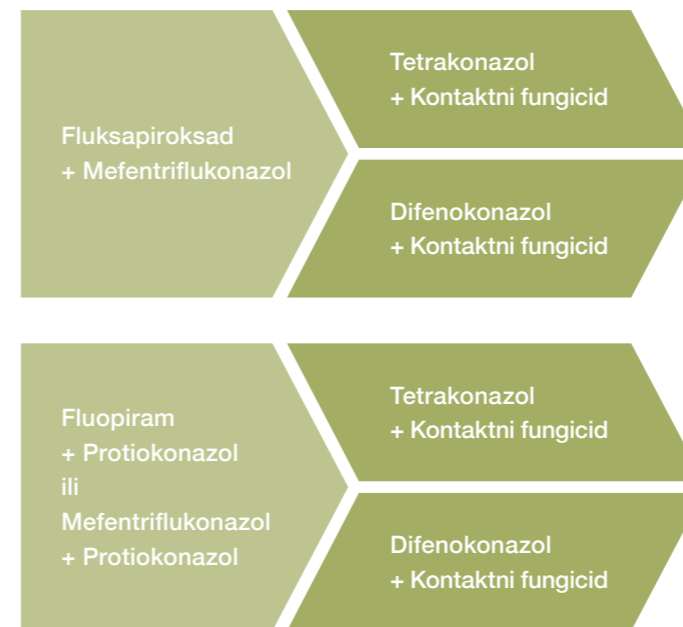 Fluksapiroksad
+ Mefentriflukonazol
Tetrakonazol
+ Kontaktni fungicid
Difenokonazol
+ Kontaktni fungicid
Fluopiram
+ Protiokonazol
ili
Mefentriflukonazol
+ Protiokonazol
Tetrakonazol
+ Kontaktni fungicid
Difenokonazol
+ Kontaktni fungicid